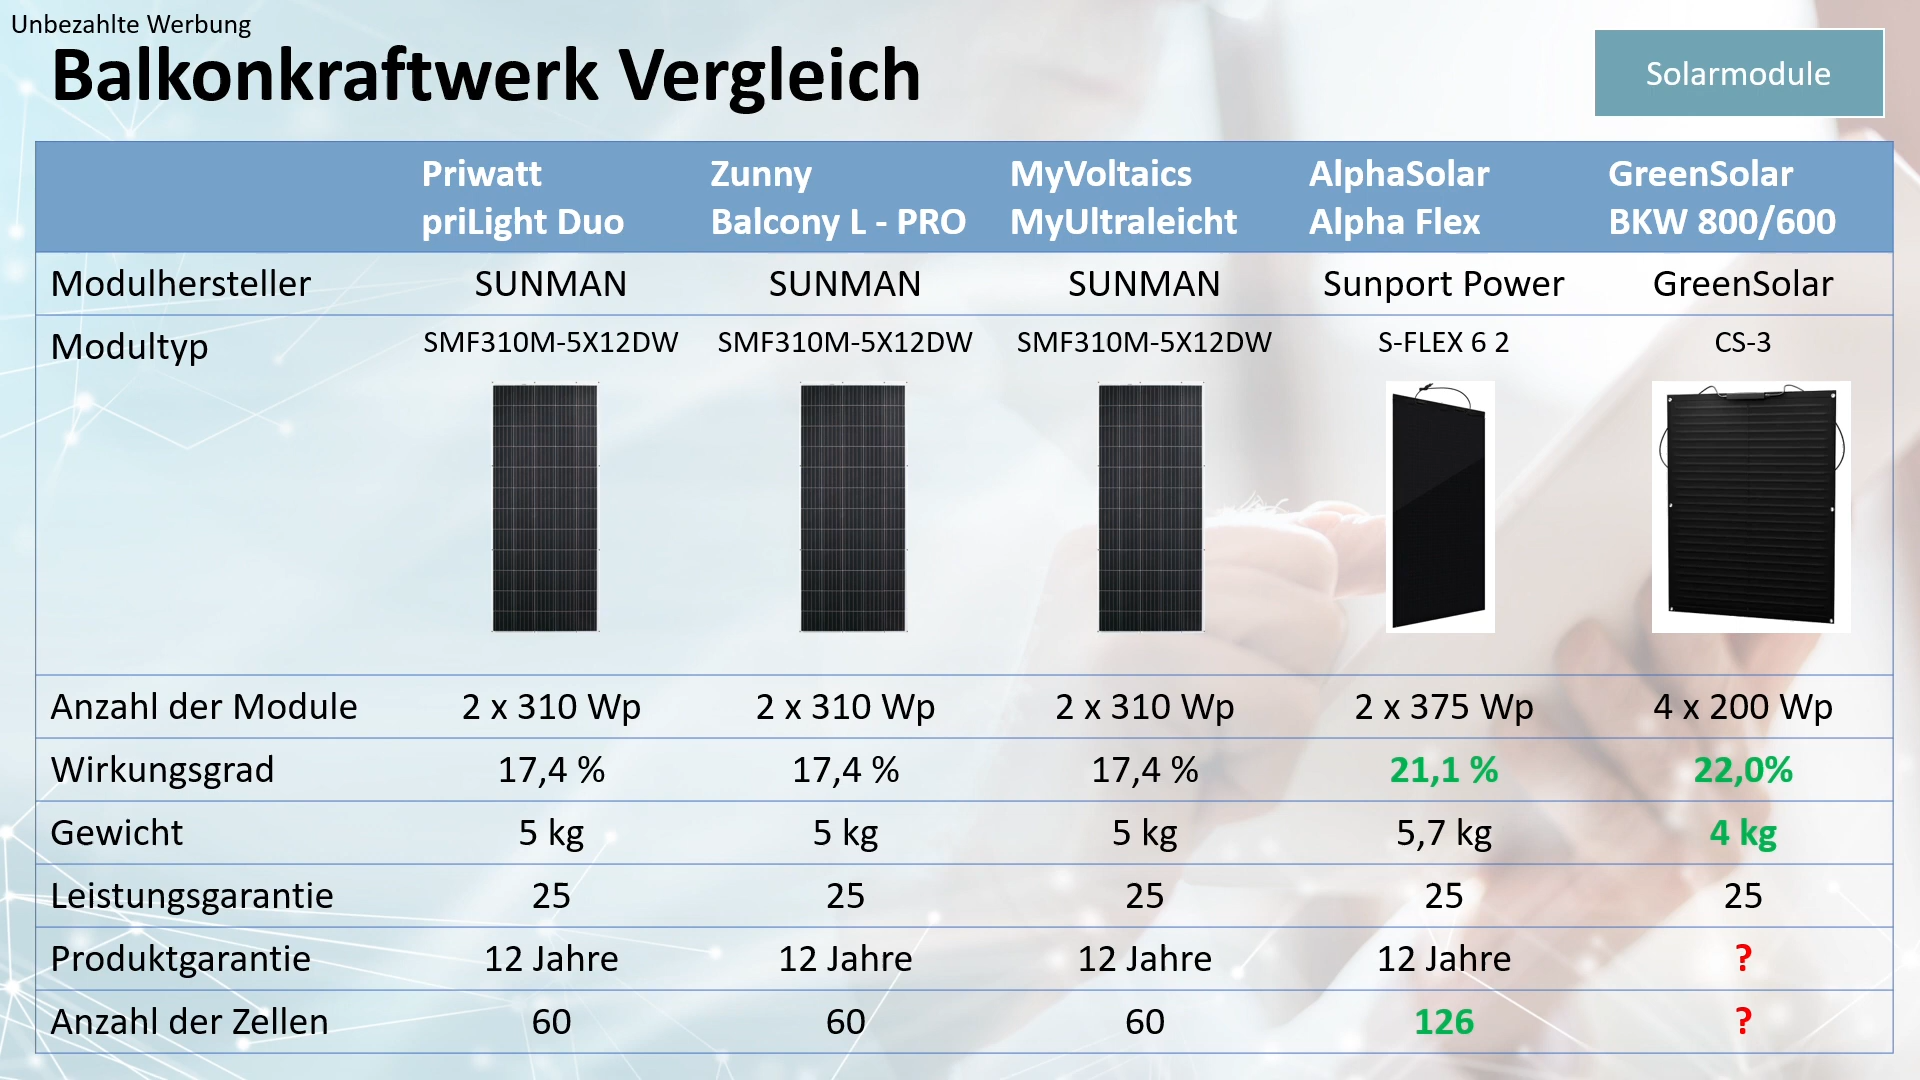 Unbezahlte Werbung
Balkonkraftwerk Vergleich
Solarmodule
Priwatt Zunny MyVoltaics AlphaSolar GreenSolar
priLight Duo Balcony L - PRO MyUltraleicht Alpha Flex BKW 800/600
Modulhersteller SUNMAN SUNMAN SUNMAN Sunport Power GreenSolar
Modultyp SMF310M-5X12DW SMF310M-5X12DW SMF310M-5X12DW S-FLEX 6 2 CS-3
Anzahl der Module 2 x 310 Wp 2 x 310 Wp 2 x 310 Wp 2 x 375 Wp 4 x 200 Wp
Wirkungsgrad 17,4 % 17,4 % 17,4 % 21,1 % 22,0%
Gewicht 5 kg 5 kg 5 kg 5,7 kg 4 kg
Leistungsgarantie 25 25 25 25 25
Produktgarantie 12 Jahre 12 Jahre 12 Jahre 12 Jahre ?
Anzahl der Zellen 60 60 60 126 ?